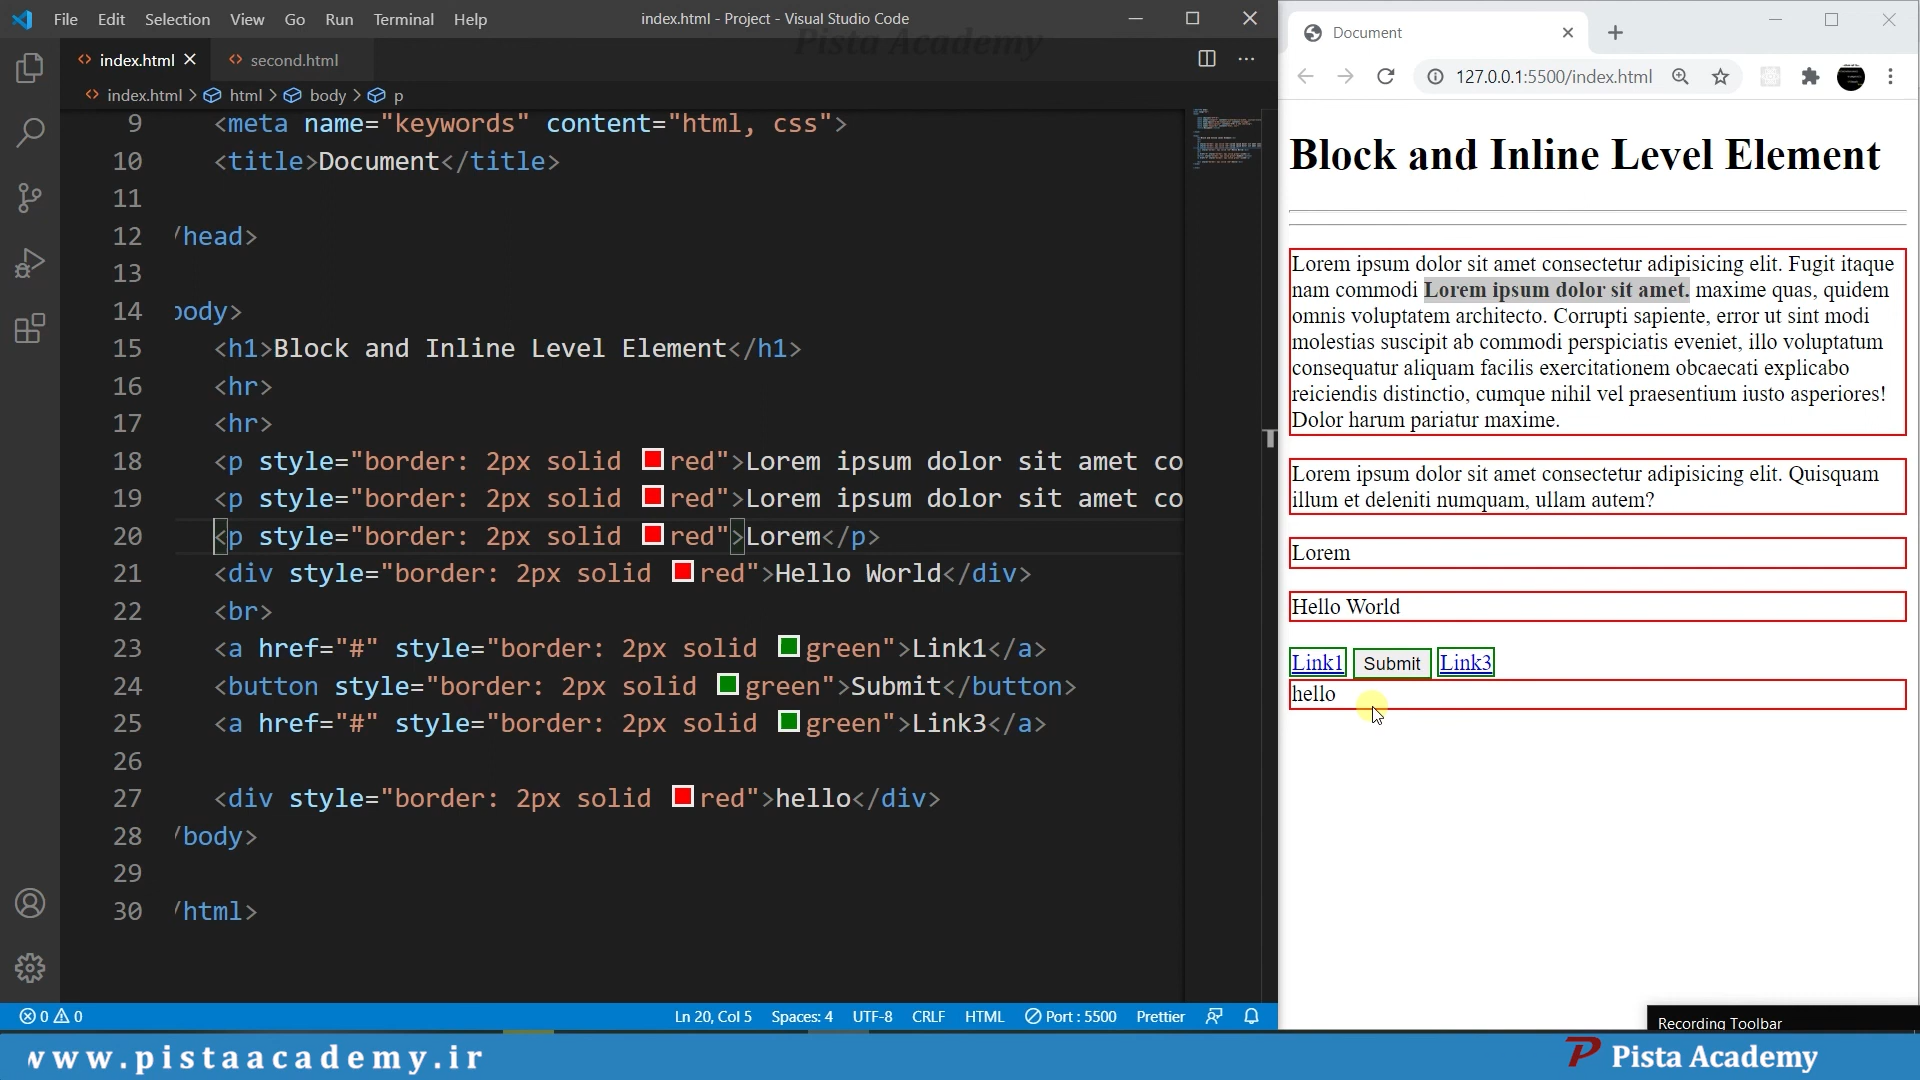 File Edit Selection View Go Run Terminal Help
index.html - Project - Visual Studio Code
Pista Academy
index.html
second.html
index.html > html > body > p
9 <meta name="keywords" content="html, css">
10 <title>Document</title>
11
12 /head>
13
14 body>
15 <h1>Block and Inline Level Element</h1>
16 <hr>
17 <hr>
18 <p style="border: 2px solid red">Lorem ipsum dolor sit amet co
19 <p style="border: 2px solid red">Lorem ipsum dolor sit amet co
20 <p style="border: 2px solid red">Lorem</p>
21 <div style="border: 2px solid red">Hello World</div>
22 <br>
23 <a href="#" style="border: 2px solid green">Link1</a>
24 <button style="border: 2px solid green">Submit</button>
25 <a href="#" style="border: 2px solid green">Link3</a>
26
27 <div style="border: 2px solid red">hello</div>
28 /body>
29
30 /html>
0 0
Ln 20, Col 5 Spaces: 4 UTF-8 CRLF HTML Port : 5500 Prettier
Document
127.0.0.1:5500/index.html
Block and Inline Level Element
Lorem ipsum dolor sit amet consectetur adipisicing elit. Fugit itaque
nam commodi Lorem ipsum dolor sit amet. maxime quas, quidem
omnis voluptatem architecto. Corrupti sapiente, error ut sint modi
molestias suscipit ab commodi perspiciatis eveniet, illo voluptatum
consequatur aliquam facilis exercitationem obcaecati explicabo
reiciendis distinctio, cumque nihil vel praesentium iusto asperiores!
Dolor harum pariatur maxime.
Lorem ipsum dolor sit amet consectetur adipisicing elit. Quisquam
illum et deleniti numquam, ullam autem?
Lorem
Hello World
Link1 Submit Link3
hello
Recording Toolbar
www.pistaacademy.ir
Pista Academy